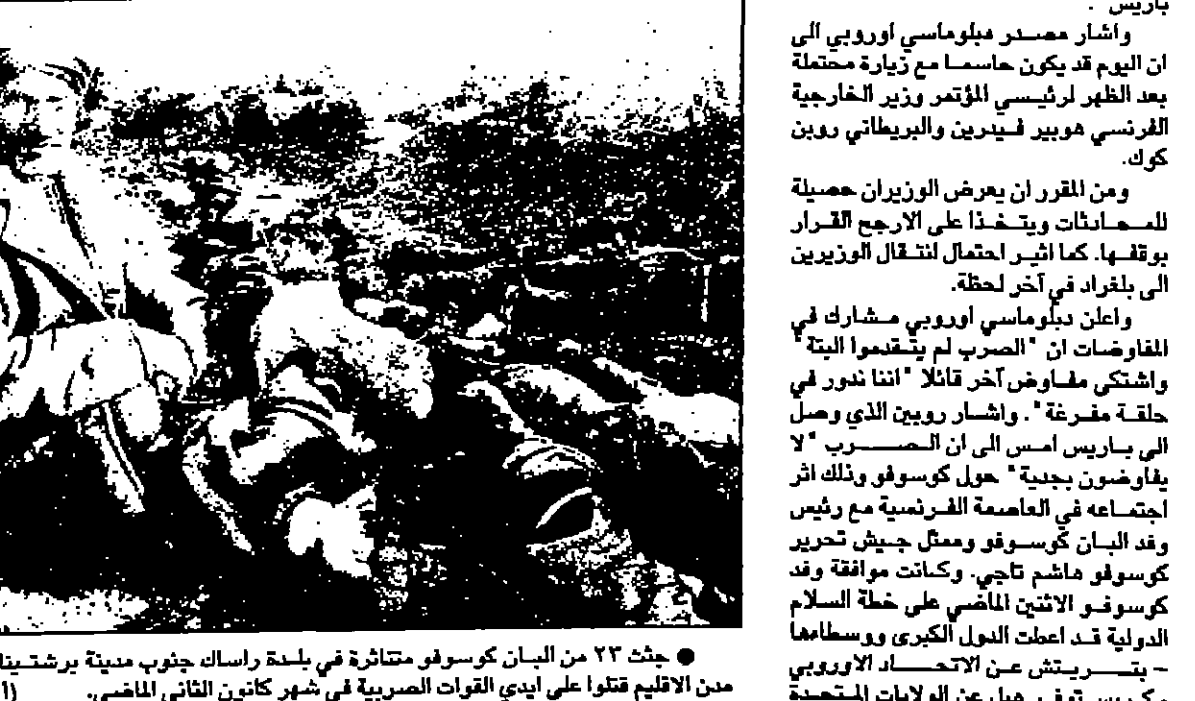 باريس".
واشار مصدر دبلوماسي اوروبي الى
ان اليوم قد يكون حاسما مع زيارة محتملة
بعد الظهر لرئيسي المؤتمر وزير الخارجية
الفرنسي هوبير فيدرين والبريطاني روبن
كوك.
ومن المقرر ان يعرض الوزيران حصيلة
للمحادثات ويتخذا على الارجح القرار
بوقفها. كما اثير احتمال انتقال الوزيرين
الى بلغراد في آخر لحظة.
واعلن دبلوماسي اوروبي مشارك في
المفاوضات ان "الصرب لم يتقدموا البتة"
واشتكى مفاوض آخر قائلا "اننا ندور في
حلقة مفرغة". واشار روبين الذي وصل
الى باريس امس الى ان الصرب "لا
يفاوضون بجدية" حول كوسوفو وذلك اثر
اجتماعه في العاصمة الفرنسية مع رئيس
وفد البان كوسوفو وممثل جيش تحرير
كوسوفو هاشم تاجي. وكانت موافقة وفد
كوسوفو الاثنين الماضي على خطة السلام
الدولية قد اعطت الدول الكبرى ووسطاءها
- بتريتش عن الاتحاد الاوروبي
وكريستوفر هيل عن الولايات المتحدة
● جثث ٢٣ من البان كوسوفو متناثرة في بلدة راساك جنوب مدينة برشتينا
مدن الاقليم قتلوا على ايدي القوات الصربية في شهر كانون الثاني الماضي.